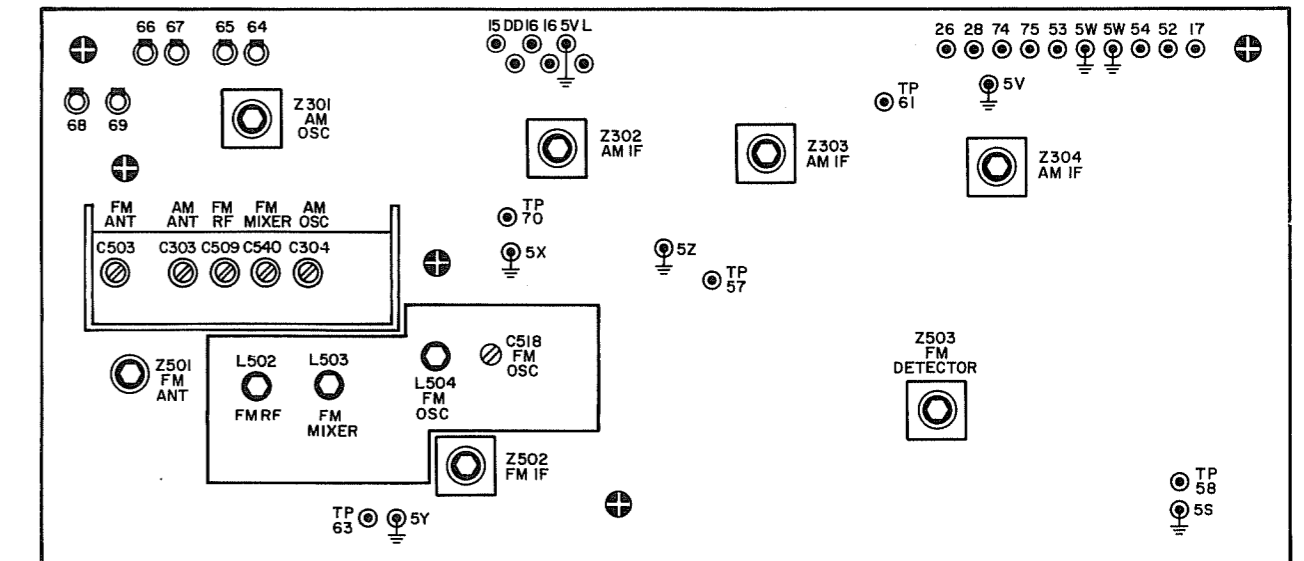 66 67 65 64
15 DD 16 16 5V L
26 28 74 75 53 5W 5W 54 52 17
68 69
Z301
AM
OSC
Z302
AM IF
Z303
AM IF
TP
61
5V
Z304
AM IF
FM
ANT
AM
ANT
FM
RF
FM
MIXER
AM
OSC
C503 C303 C509 C540 C304
TP
70
5X
5Z
TP
57
Z501
FM
ANT
L502
FM RF
L503
FM
MIXER
L504
FM
OSC
C518
FM
OSC
Z503
FM
DETECTOR
Z502
FM IF
TP
63
5Y
TP
58
5S